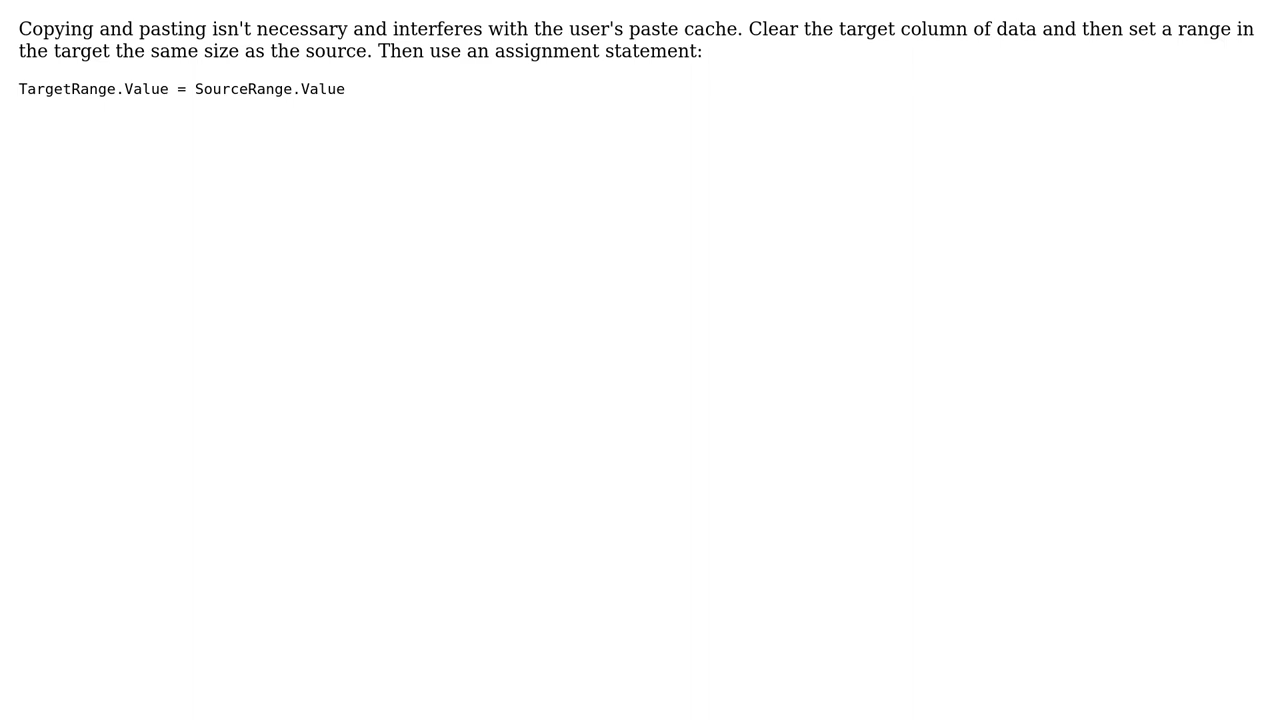 Copying and pasting isn't necessary and interferes with the user's paste cache. Clear the target column of data and then set a range in
the target the same size as the source. Then use an assignment statement:
TargetRange.Value = SourceRange.Value